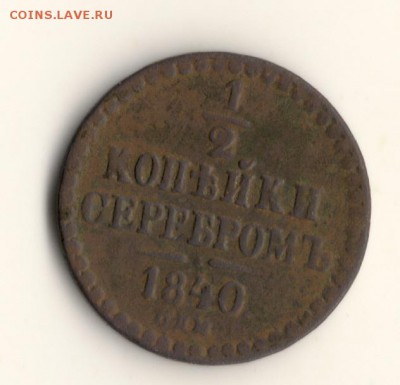 COINS.LAVE.RU
1
2
КОПѢЙКИ
СЕРЕБРОМЪ
1840